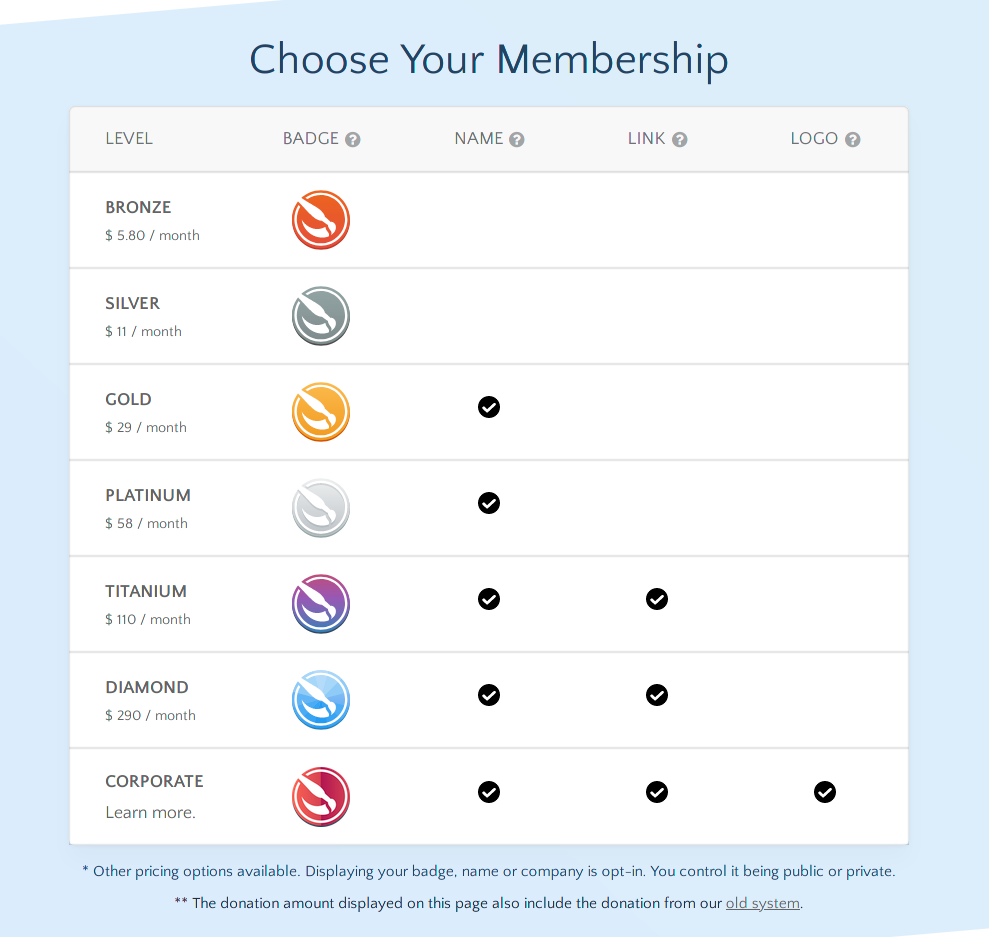 Choose Your Membership
LEVEL BADGE ? NAME ? LINK ? LOGO ?
BRONZE
$ 5.80 / month
SILVER
$ 11 / month
GOLD
$ 29 / month
PLATINUM
$ 58 / month
TITANIUM
$ 110 / month
DIAMOND
$ 290 / month
CORPORATE
Learn more.
* Other pricing options available. Displaying your badge, name or company is opt-in. You control it being public or private.
** The donation amount displayed on this page also include the donation from our old system.